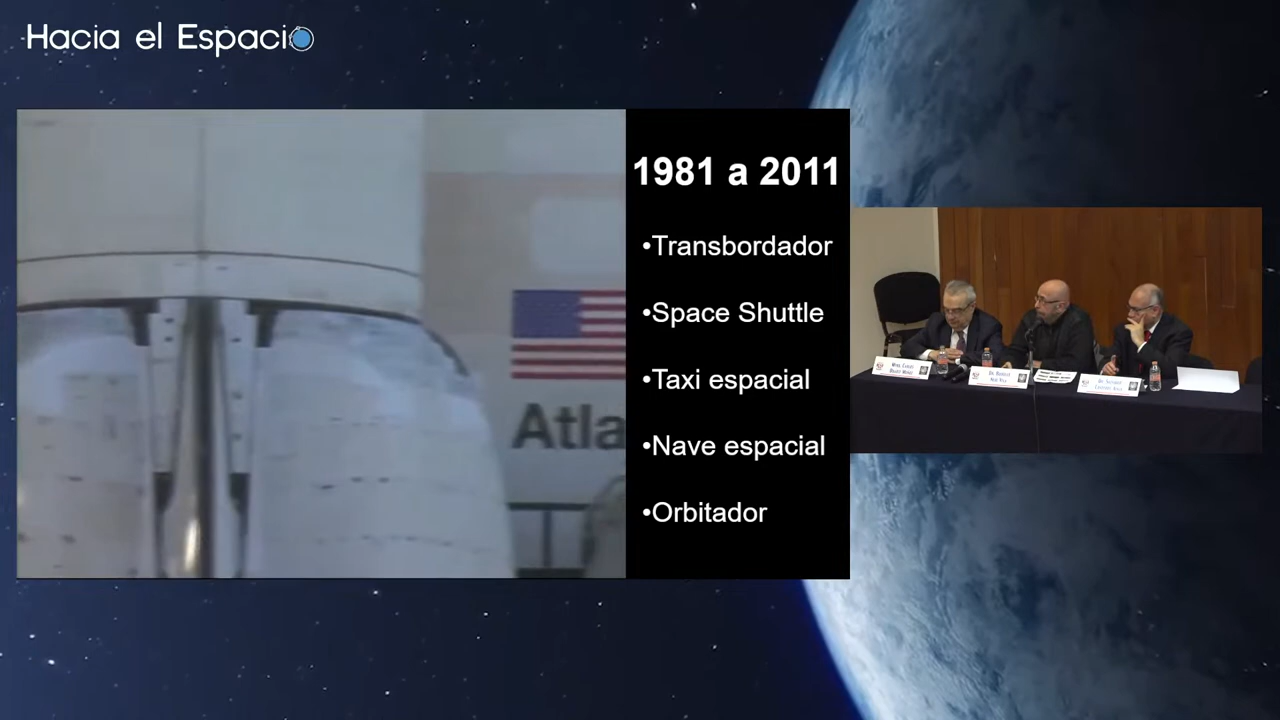 Hacia el Espacio
1981 a 2011
•Transbordador
•Space Shuttle
•Taxi espacial
•Nave espacial
•Orbitador
Atla